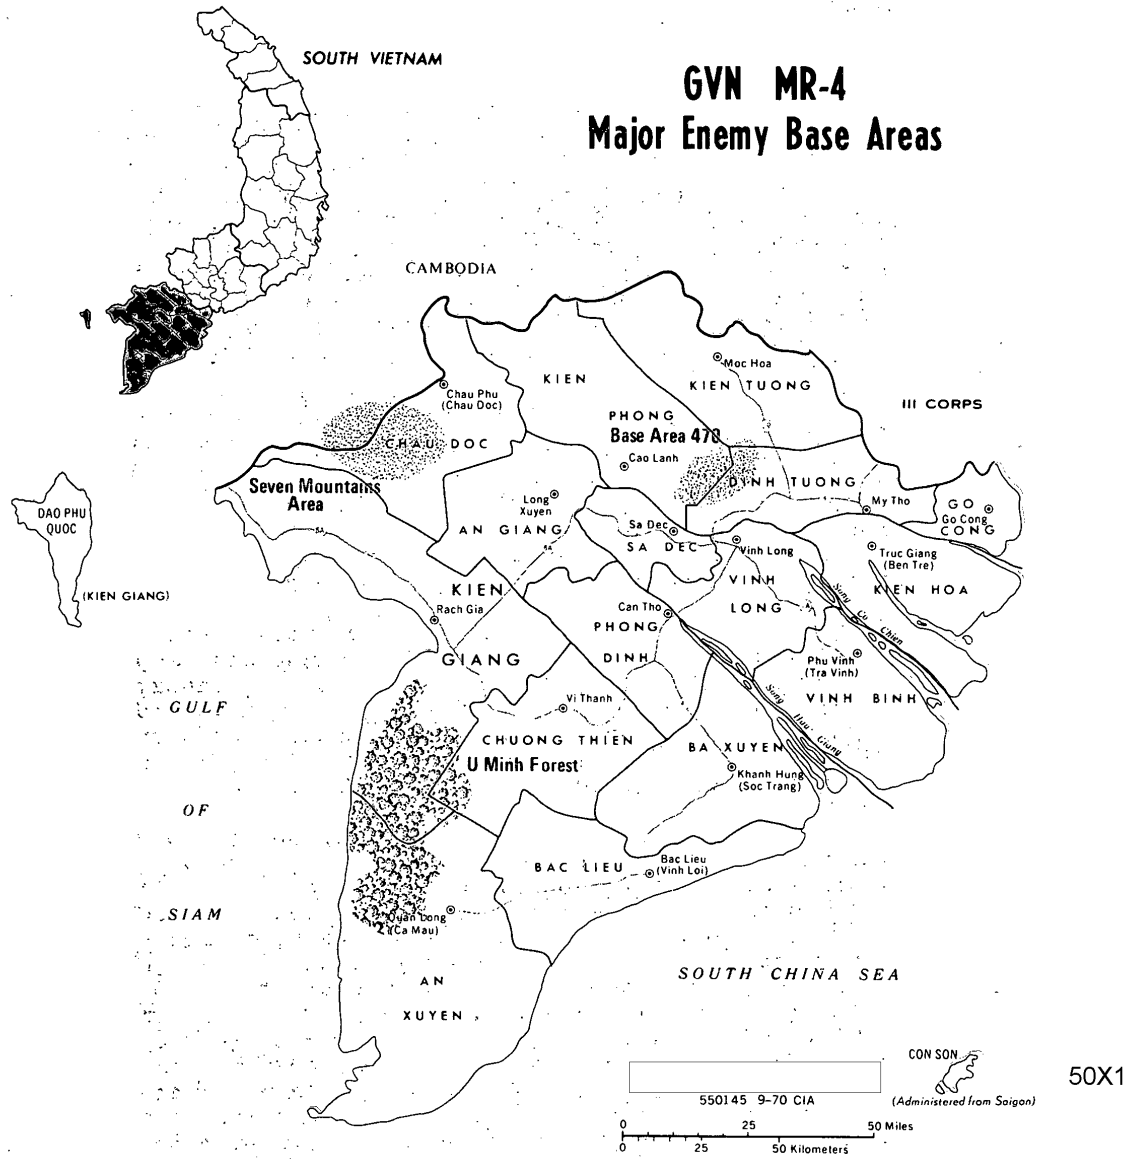 SOUTH VIETNAM
GVN MR-4
Major Enemy Base Areas
CAMBODIA
Moc Hoa
KIEN
KIEN TUONG
Chau Phu
(Chau Doc)
III CORPS
PHONG
Base Area 470
CHAU DOC
Cao Lanh
Seven Mountains
Area
DINH TUONG
Long
Xuyen
My Tho
GO
Go Cong
CONG
DAO PHU
QUOC
AN GIANG
Sa Dec
SA DEC
Vinh Long
Truc Giang
(Ben Tre)
(KIEN GIANG)
KIEN
VINH
LONG
KIEN HOA
Rach Gia
Can Tho
PHONG
Song Co Chien
GIANG
DINH
Phu Vinh
(Tra Vinh)
VINH BINH
GULF
Vi Thanh
Song Hau Giang
CHUONG THIEN
BA XUYEN
U Minh Forest
Khanh Hung
(Soc Trang)
OF
BAC LIEU
Bac Lieu
(Vinh Loi)
SIAM
Quan Long
(Ca Mau)
SOUTH CHINA SEA
AN
XUYEN
CON SON
50X1
550145 9-70 CIA
(Administered from Saigon)
0 25 50 Miles
0 25 50 Kilometers